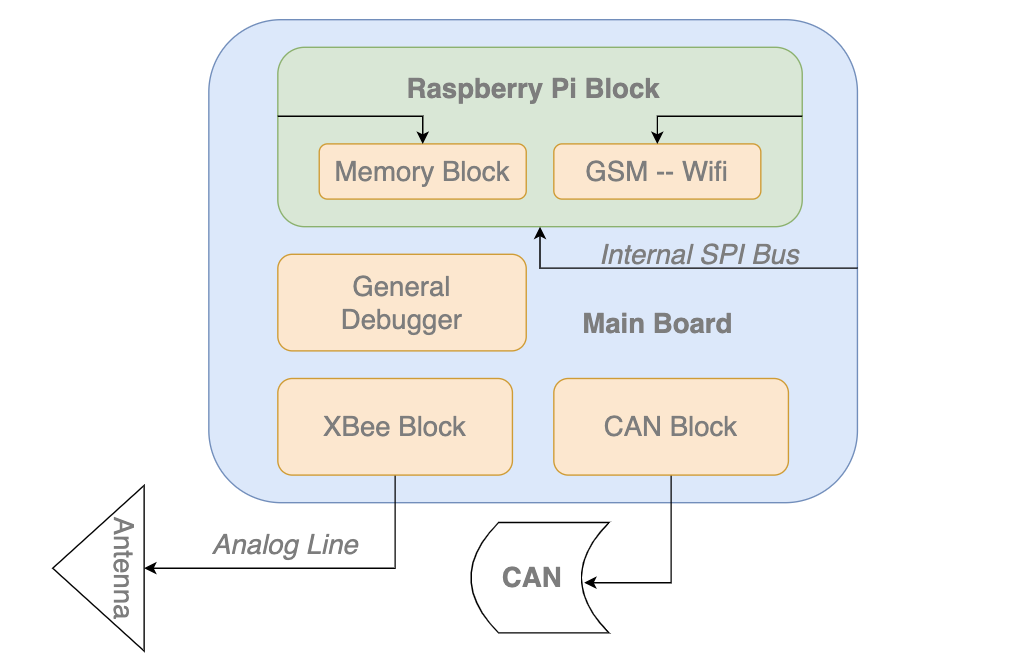 Raspberry Pi Block
Memory Block
GSM -- Wifi
Internal SPI Bus
General
Debugger
Main Board
XBee Block
CAN Block
Antenna
Analog Line
CAN